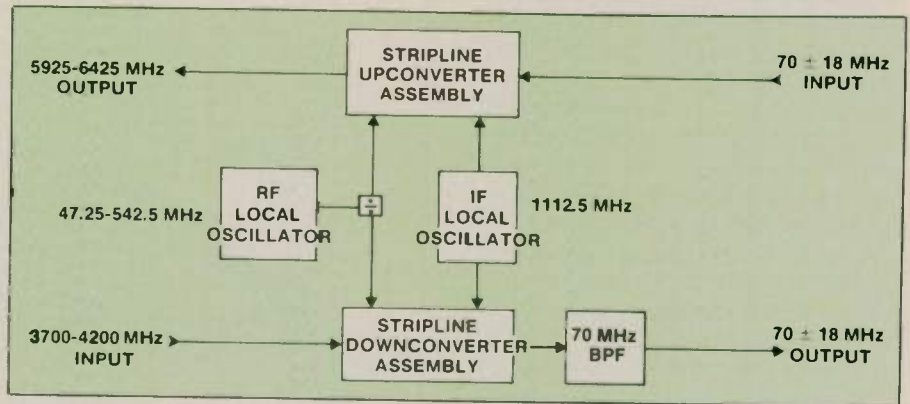 STRIPLINE
UPCONVERTER
ASSEMBLY
5925-6425 MHz
OUTPUT
70 ± 18 MHz
INPUT
47.25-542.5 MHz
RF
LOCAL
OSCILLATOR
÷
IF
LOCAL
OSCILLATOR
1112.5 MHz
3700-4200 MHz
INPUT
STRIPLINE
DOWNCONVERTER
ASSEMBLY
70 MHz
BPF
70 ± 18 MHz
OUTPUT